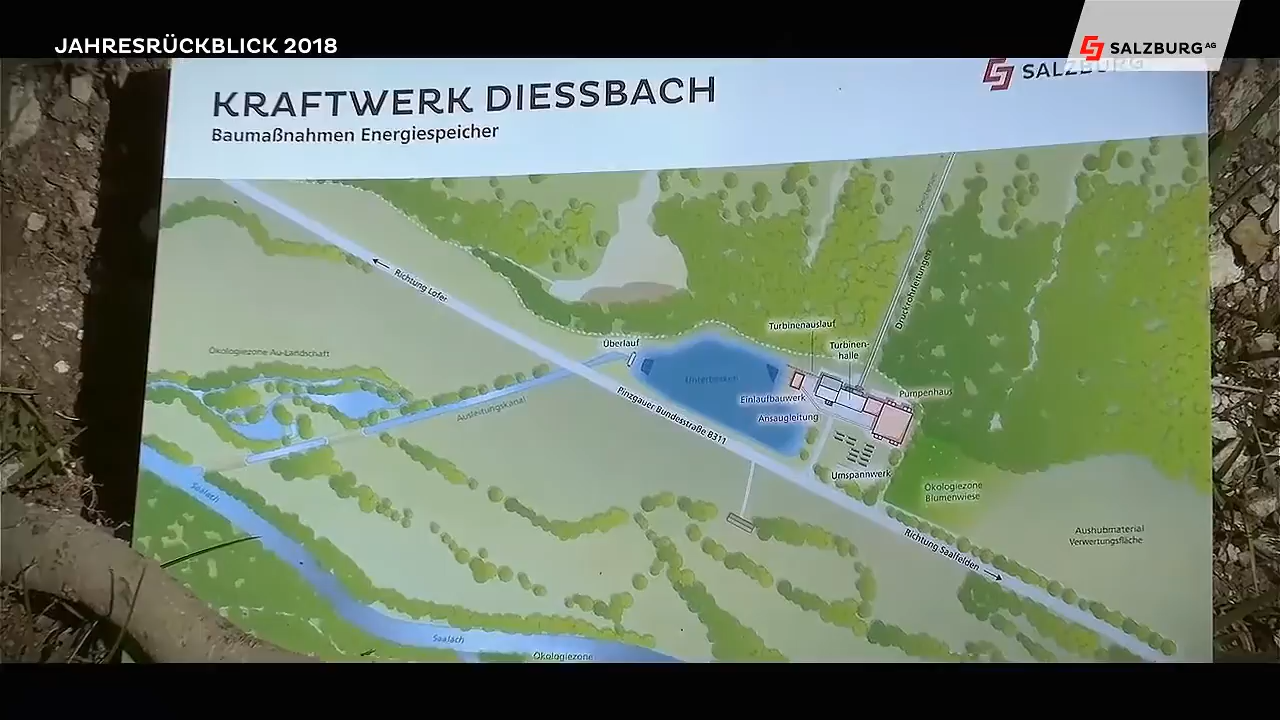 JAHRESRÜCKBLICK 2018
SALZBURG AG
SALZBURG
KRAFTWERK DIESSBACH
Baumaßnahmen Energiespeicher
Speicher
Druckrohrleitungen
Richtung Lofer
Turbinenauslauf
Überlauf
Turbinen-
halle
Ökologiezone Au-Landschaft
Unterbecken
Einlaufbauwerk
Pumpenhaus
Ausleitungskanal
Ansaugleitung
Pinzgauer Bundesstraße B311
Umspannwerk
Saalach
Ökologiezone
Blumenwiese
Aushubmaterial
Verwertungsfläche
Richtung Saalfelden
Saalach
Ökologiezone